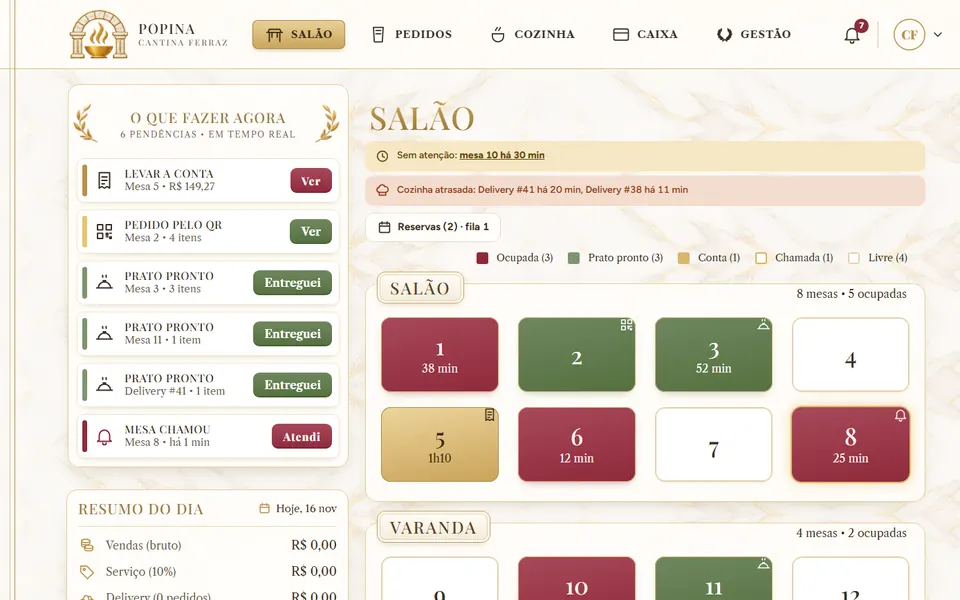 POPINA
CANTINA FERRAZ
SALÃO
PEDIDOS
COZINHA
CAIXA
GESTÃO
7
CF
O QUE FAZER AGORA
6 PENDÊNCIAS • EM TEMPO REAL
LEVAR A CONTA
Mesa 5 • R$ 149,27
Ver
PEDIDO PELO QR
Mesa 2 • 4 itens
Ver
PRATO PRONTO
Mesa 3 • 3 itens
Entreguei
PRATO PRONTO
Mesa 11 • 1 item
Entreguei
PRATO PRONTO
Delivery #41 • 1 item
Entreguei
MESA CHAMOU
Mesa 8 • há 1 min
Atendi
RESUMO DO DIA
Hoje, 16 nov
Vendas (bruto)
R$ 0,00
Serviço (10%)
R$ 0,00
Delivery (0 pedidos)
R$ 0,00
SALÃO
Sem atenção: mesa 10 há 30 min
Cozinha atrasada: Delivery #41 há 20 min, Delivery #38 há 11 min
Reservas (2) · fila 1
Ocupada (3)
Prato pronto (3)
Conta (1)
Chamada (1)
Livre (4)
SALÃO
8 mesas • 5 ocupadas
1
38 min
2
3
52 min
4
5
1h10
6
12 min
7
8
25 min
VARANDA
4 mesas • 2 ocupadas
9
10
11
12